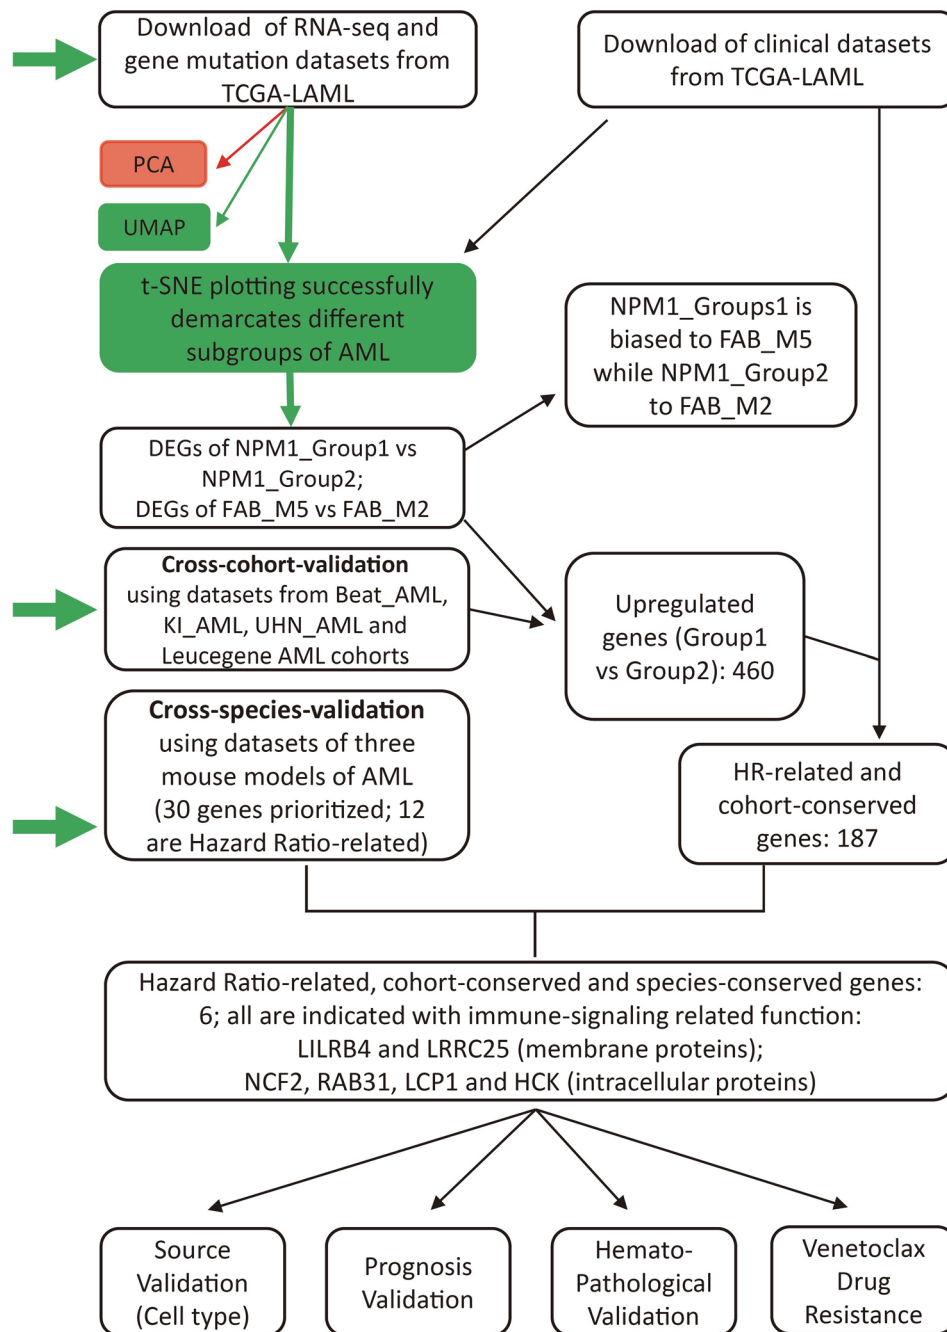 Download of RNA-seq and
gene mutation datasets from
TCGA-LAML
Download of clinical datasets
from TCGA-LAML
PCA
UMAP
t-SNE plotting successfully
demarcates different
subgroups of AML
NPM1_Groups1 is
biased to FAB_M5
while NPM1_Group2
to FAB_M2
DEGs of NPM1_Group1 vs
NPM1_Group2;
DEGs of FAB_M5 vs FAB_M2
Cross-cohort-validation
using datasets from Beat_AML,
KI_AML, UHN_AML and
Leucegene AML cohorts
Upregulated
genes (Group1
vs Group2): 460
Cross-species-validation
using datasets of three
mouse models of AML
(30 genes prioritized; 12
are Hazard Ratio-related)
HR-related and
cohort-conserved
genes: 187
Hazard Ratio-related, cohort-conserved and species-conserved genes:
6; all are indicated with immune-signaling related function:
LILRB4 and LRRC25 (membrane proteins);
NCF2, RAB31, LCP1 and HCK (intracellular proteins)
Source
Validation
(Cell type)
Prognosis
Validation
Hemato-
Pathological
Validation
Venetoclax
Drug
Resistance